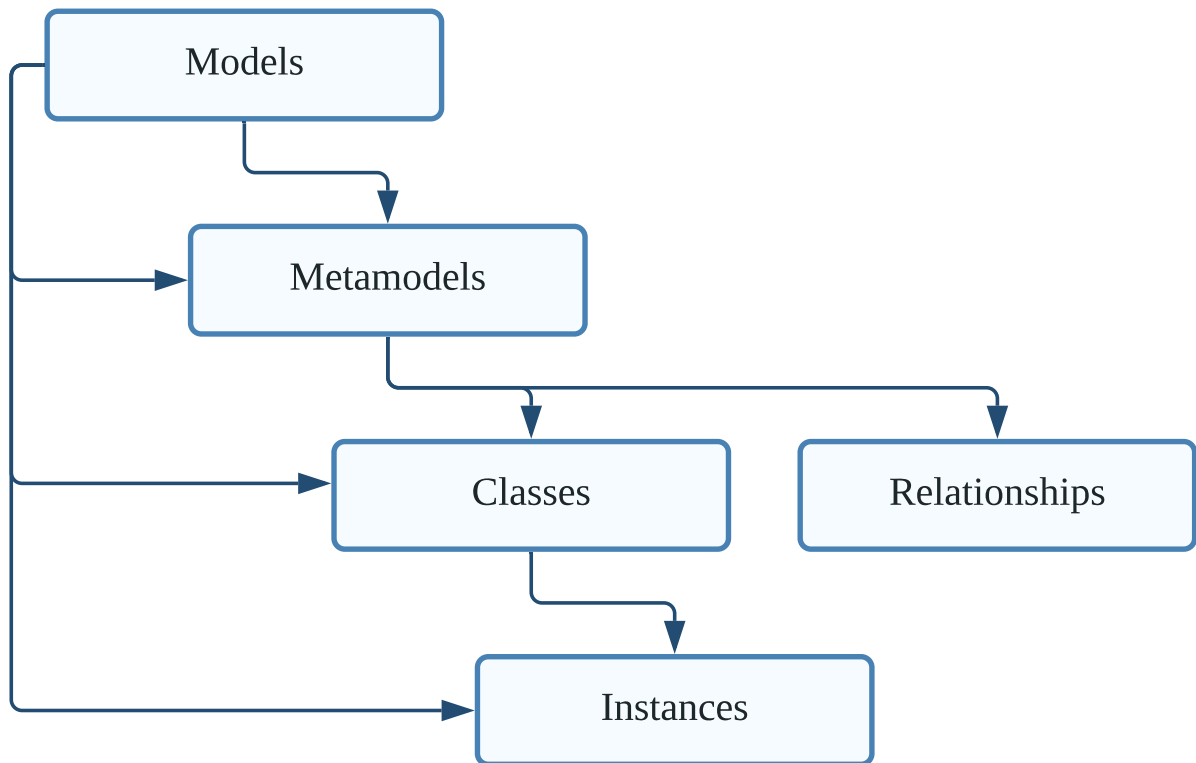 Models
Metamodels
Classes
Relationships
Instances